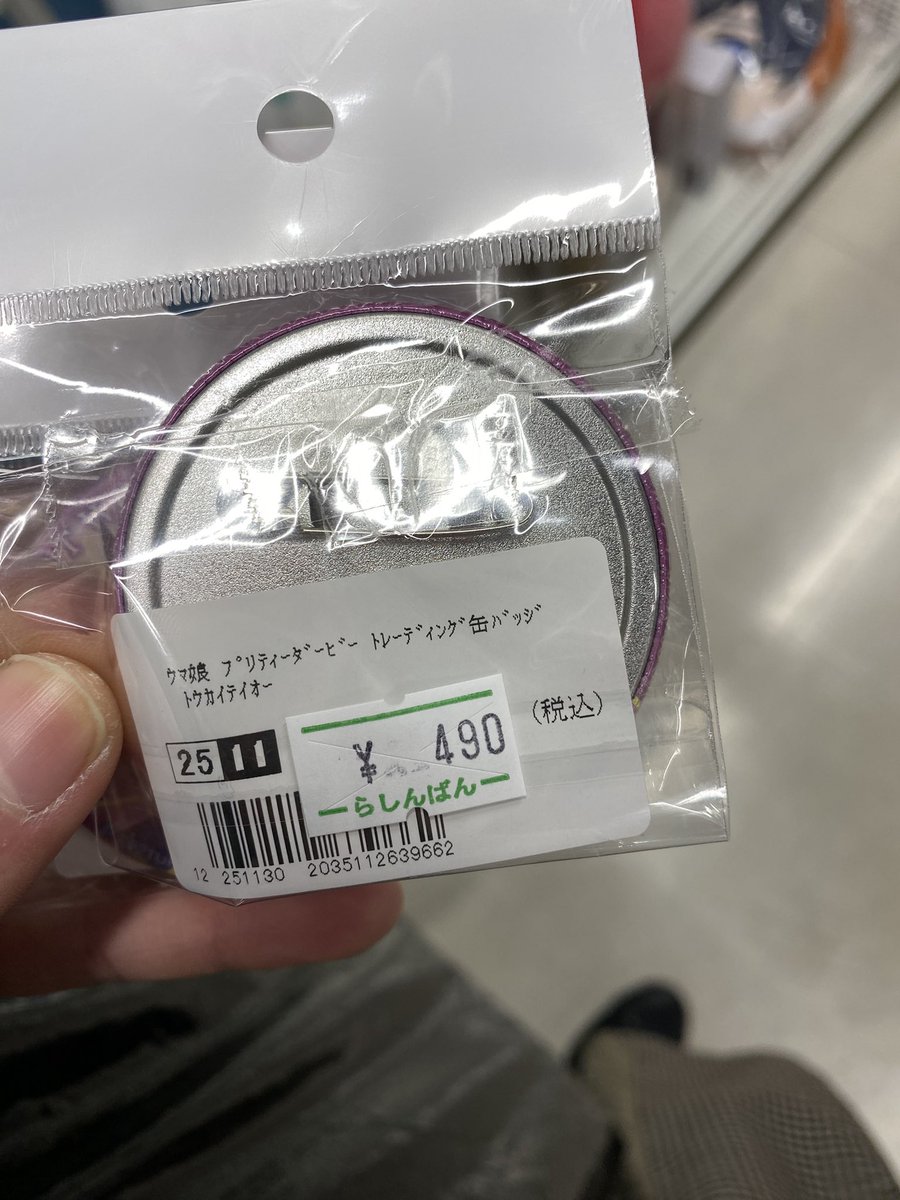 ｳﾏ娘 ﾌﾟﾘﾃｨｰﾀﾞｰﾋﾞｰ ﾄﾚｰﾃﾞｨﾝｸﾞ缶ﾊﾞｯｼﾞ
ﾄｳｶｲﾃｲｵｰ
25 11
¥ 490
(税込)
らしんばん
12 251130 2035112639662